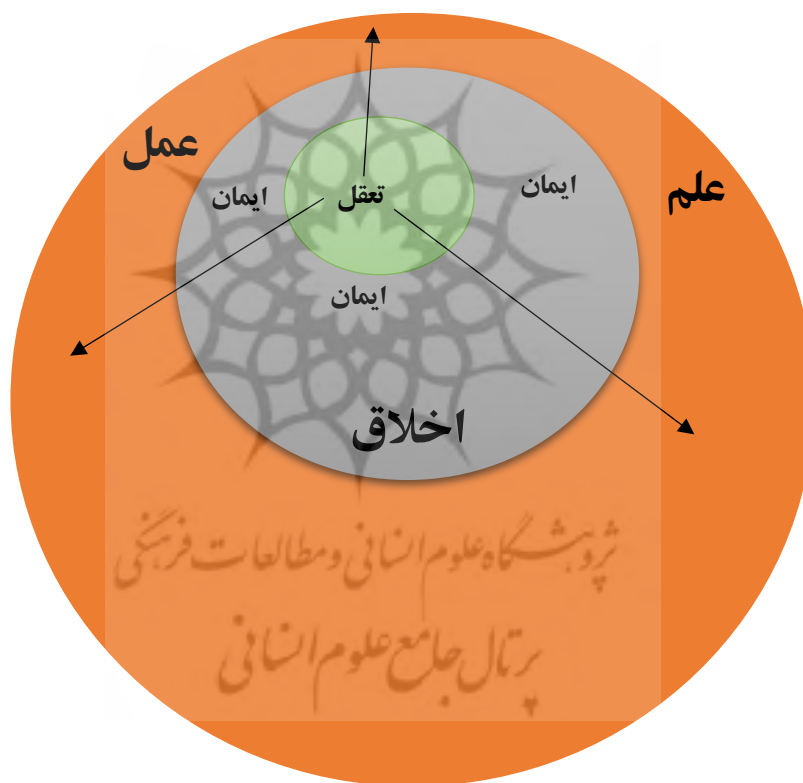 عمل
علم
ایمان
ایمان
تعقل
ایمان
اخلاق
پژوهشگاه علوم انسانی و مطالعات فرهنگی
پرتال جامع علوم انسانی